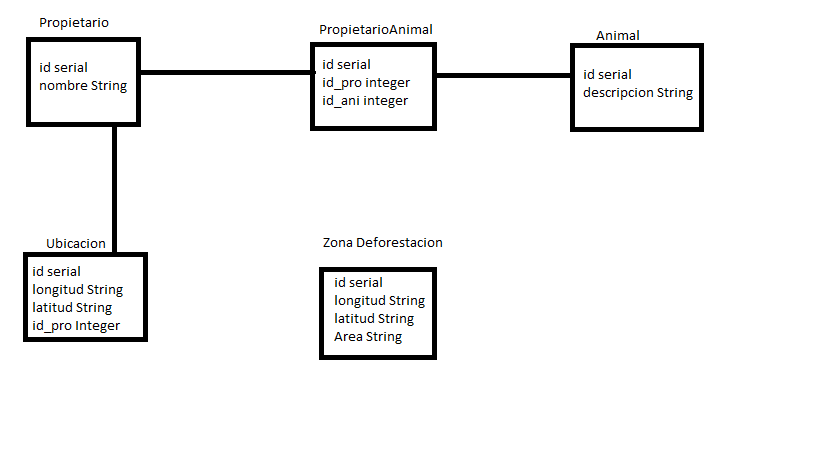 Propietario
id serial
nombre String
PropietarioAnimal
id serial
id_pro integer
id_ani integer
Animal
id serial
descripcion String
Ubicacion
id serial
longitud String
latitud String
id_pro Integer
Zona Deforestacion
id serial
longitud String
latitud String
Area String